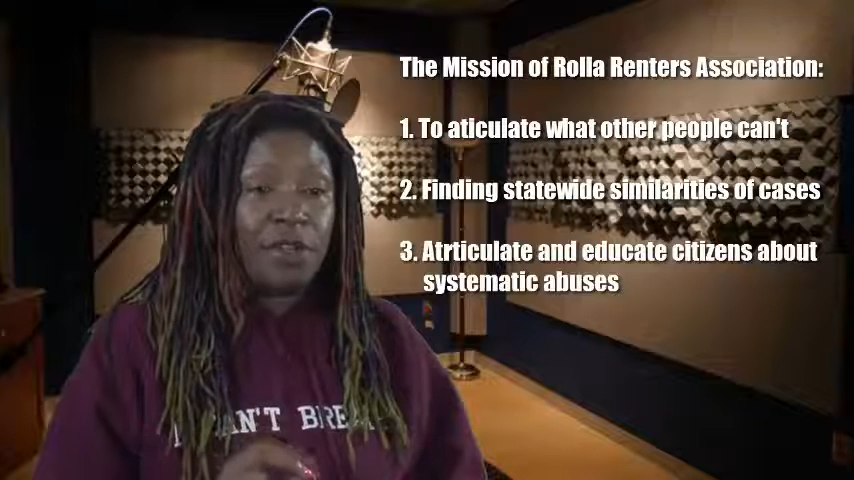 The Mission of Rolla Renters Association:
1. To aticulate what other people can't
2. Finding statewide similarities of cases
3. Atrticulate and educate citizens about
systematic abuses
AN'T BRE